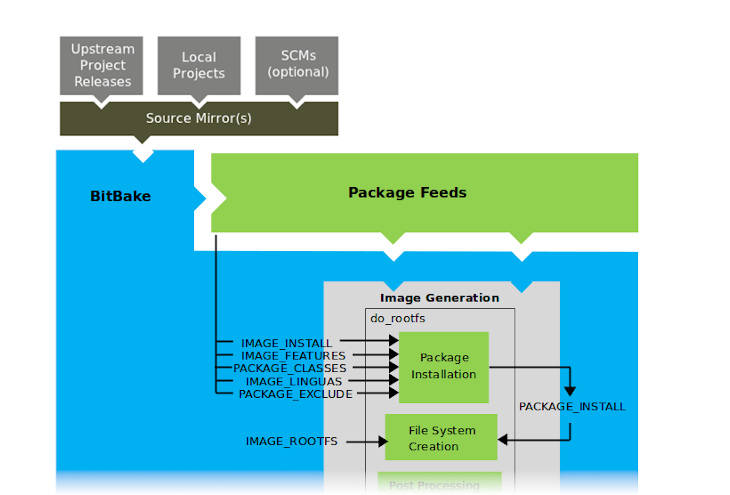 Upstream
Project
Releases
Local
Projects
SCMs
(optional)
Source Mirror(s)
BitBake
Package Feeds
Image Generation
do_rootfs
IMAGE_INSTALL
IMAGE_FEATURES
PACKAGE_CLASSES
IMAGE_LINGUAS
PACKAGE_EXCLUDE
Package
Installation
PACKAGE_INSTALL
IMAGE_ROOTFS
File System
Creation
Post Processing